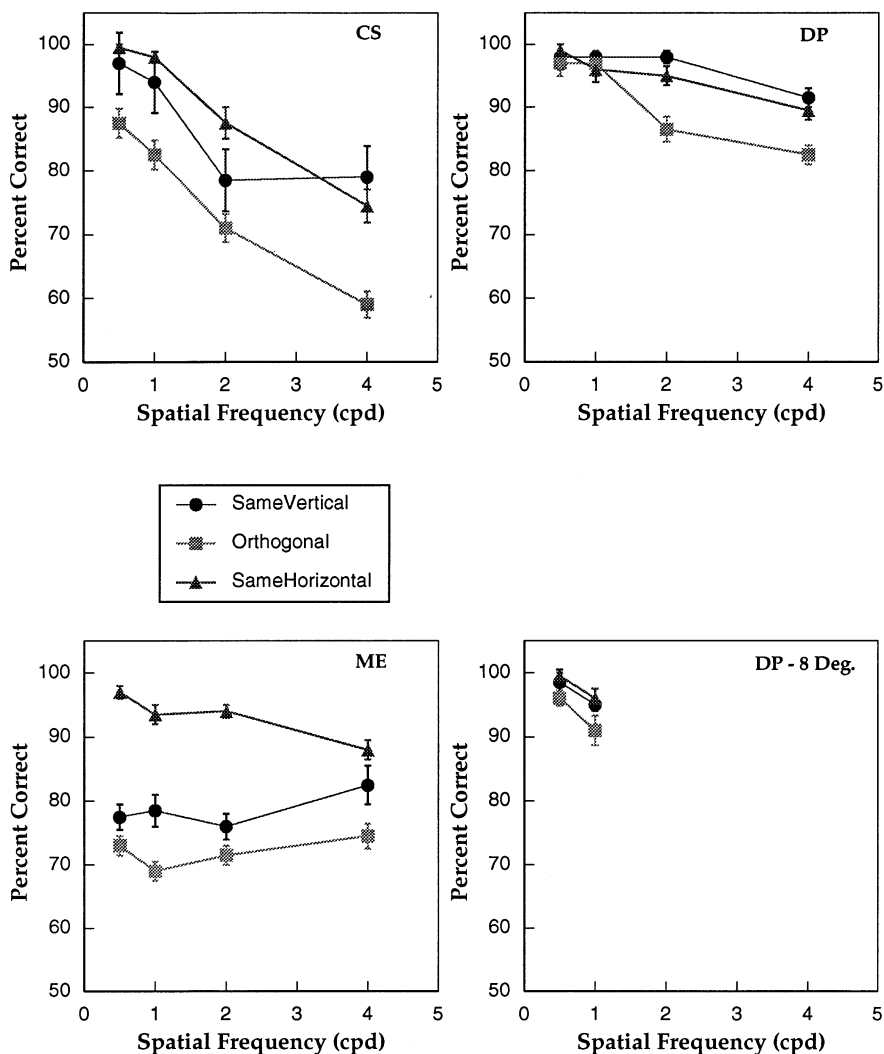 CS
100
90
80
70
60
50
Percent Correct
0 1 2 3 4 5
Spatial Frequency (cpd)
DP
100
90
80
70
60
50
Percent Correct
0 1 2 3 4 5
Spatial Frequency (cpd)
SameVertical
Orthogonal
SameHorizontal
ME
100
90
80
70
60
50
Percent Correct
0 1 2 3 4 5
Spatial Frequency (cpd)
DP - 8 Deg.
100
90
80
70
60
50
Percent Correct
0 1 2 3 4 5
Spatial Frequency (cpd)